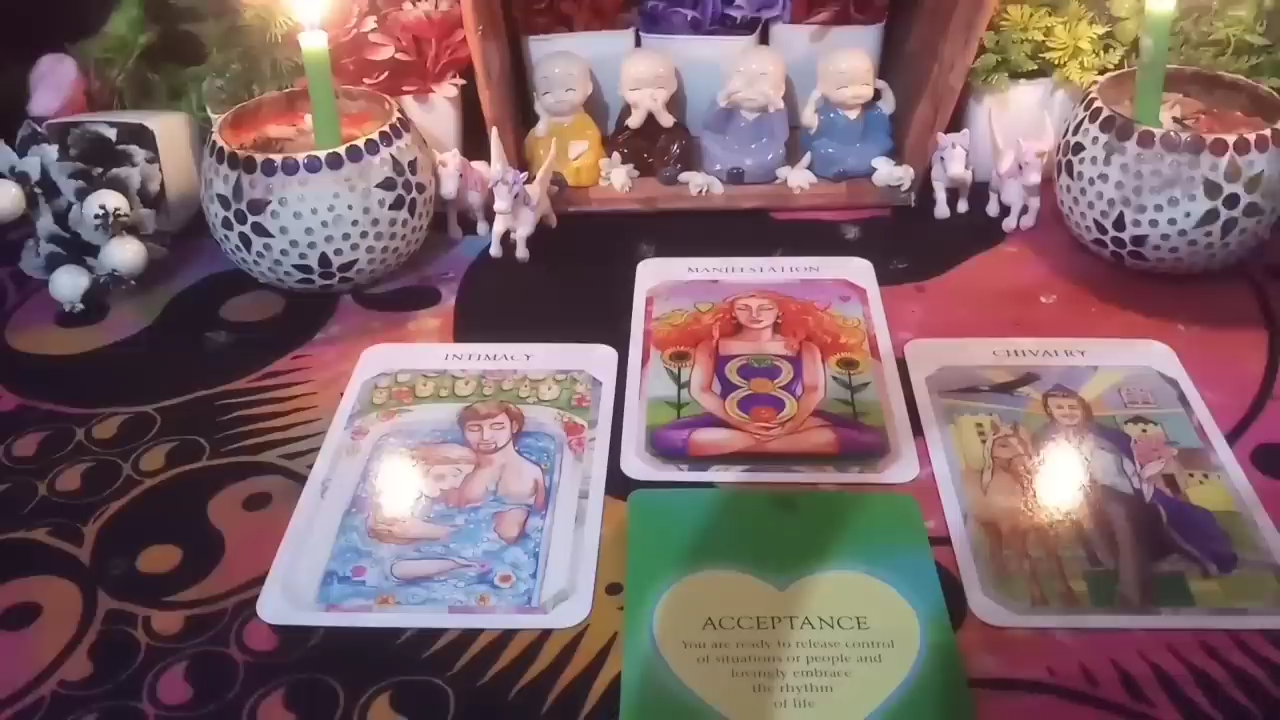 MANIFESTATION
INTIMACY
CHIVALRY
ACCEPTANCE
You are ready to release control
of situations or people and
lovingly embrace
the rhythm
of life